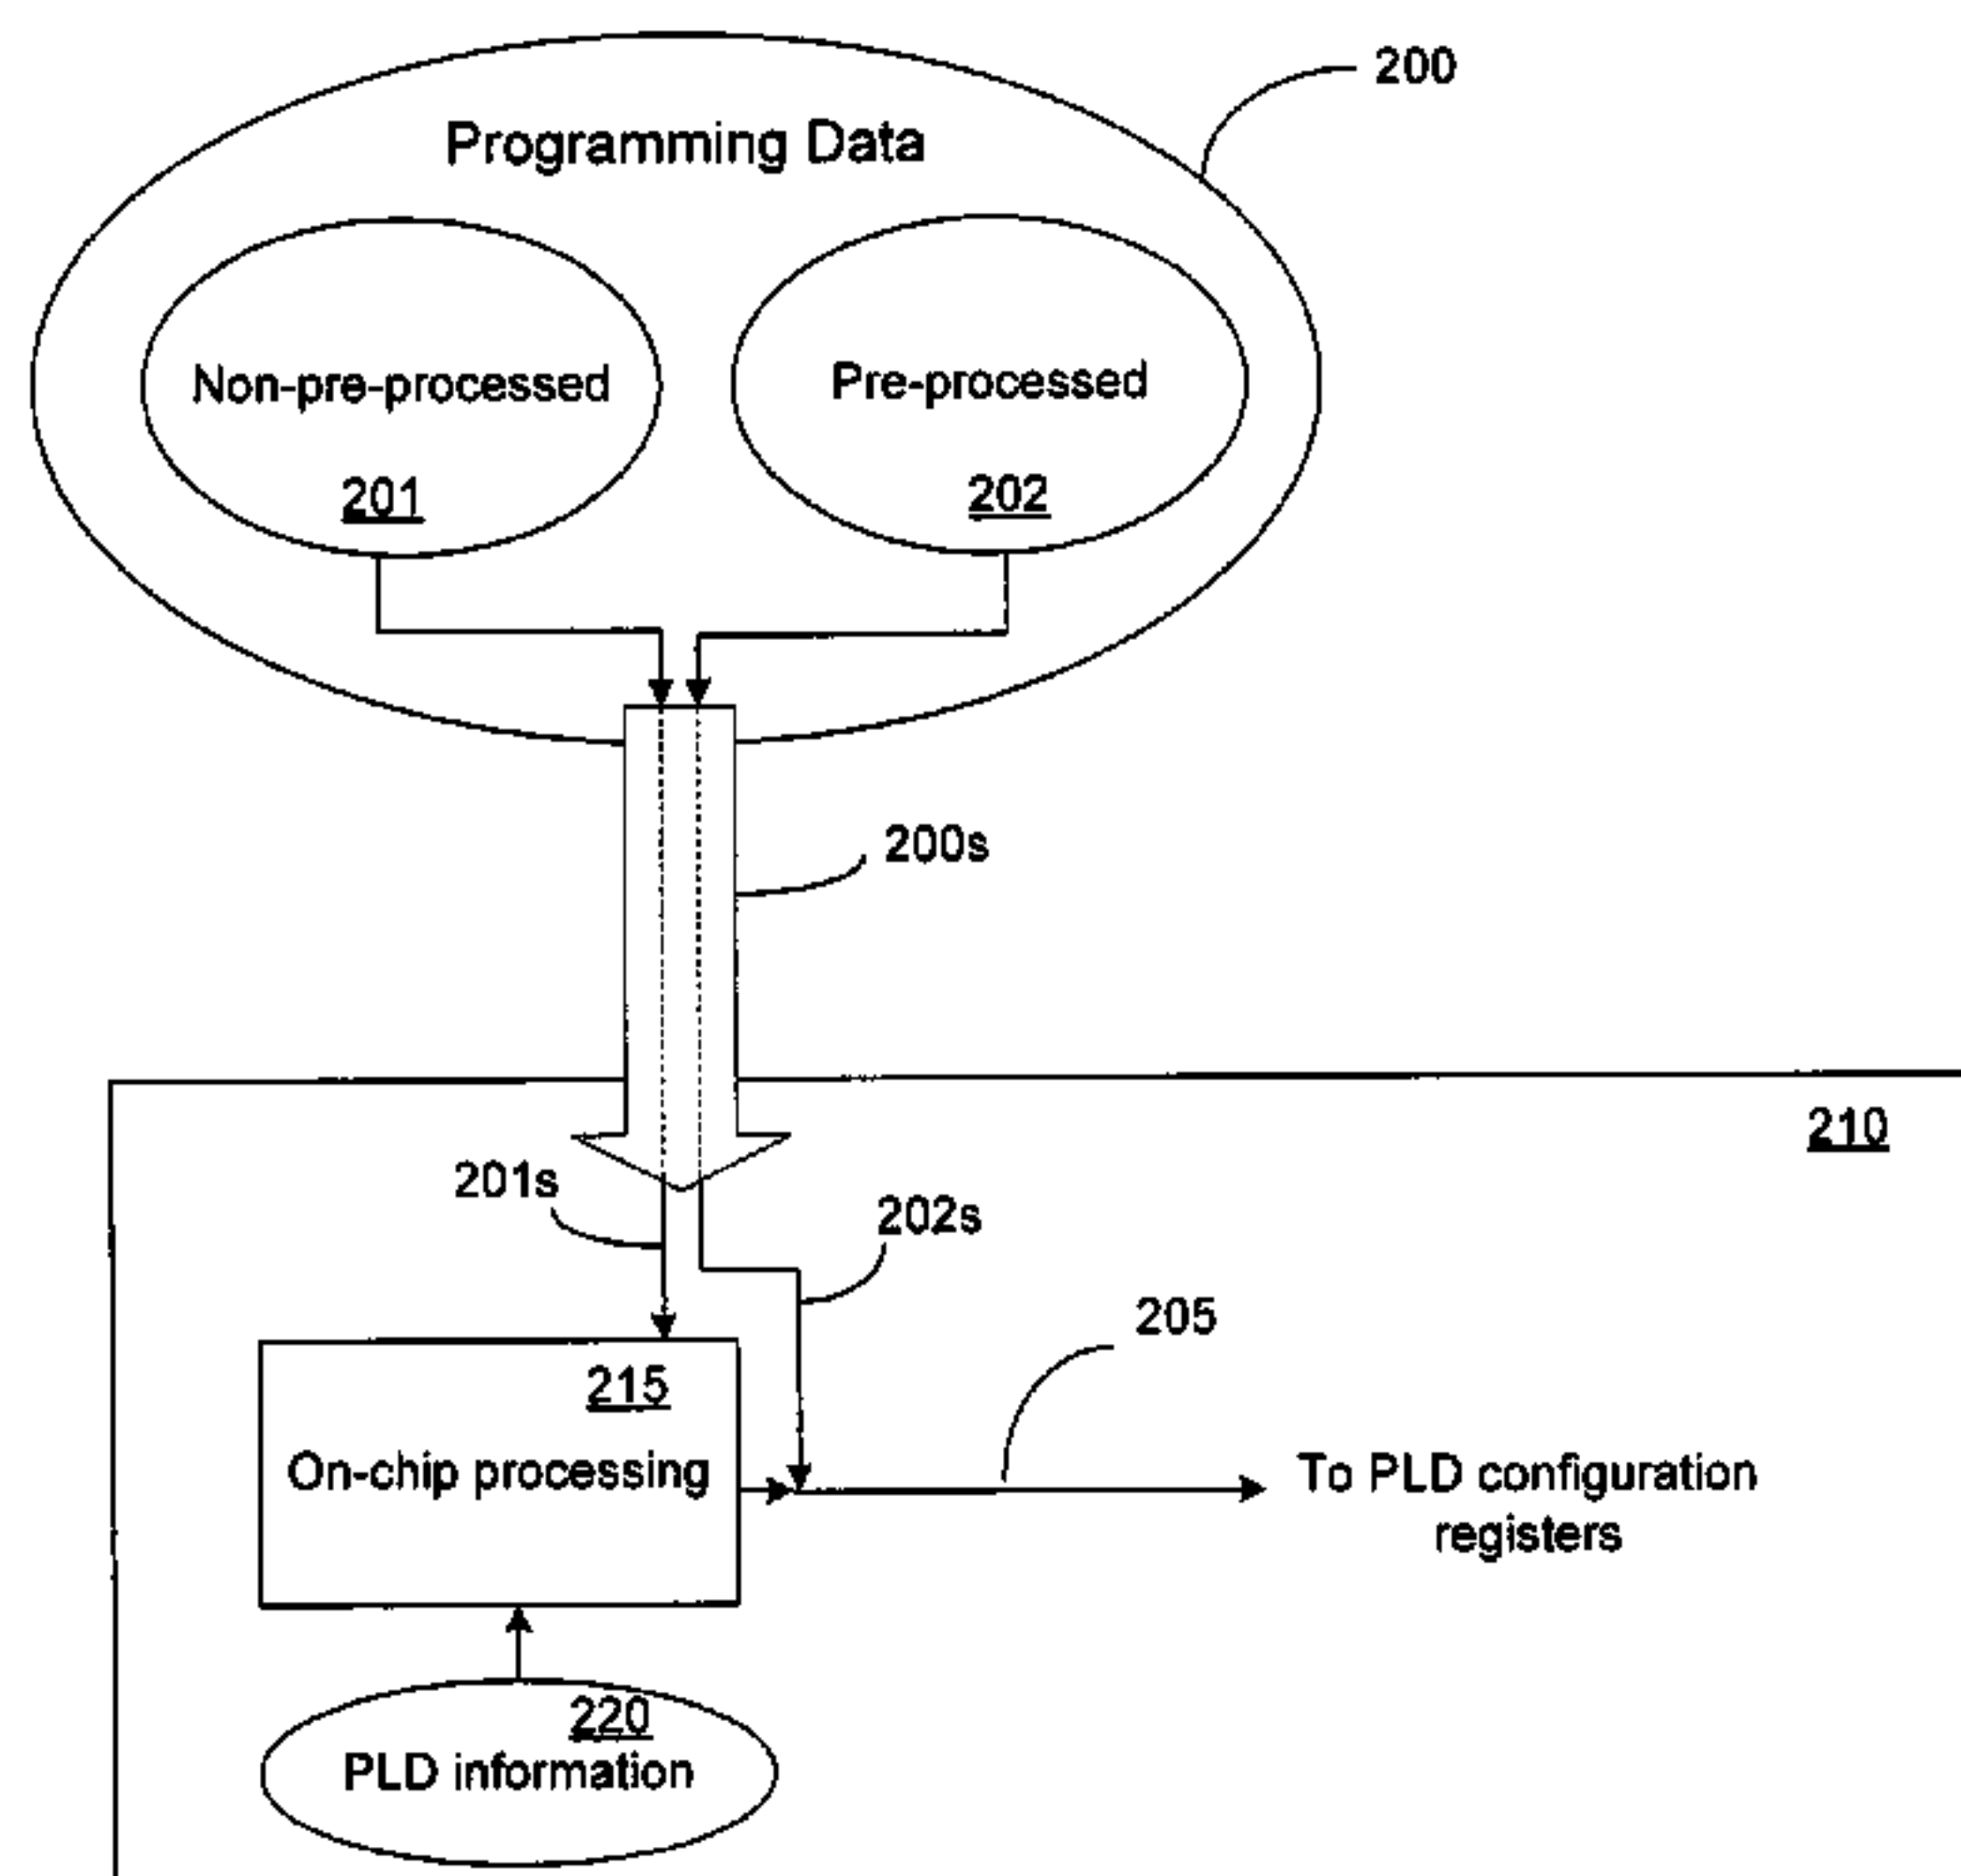 200
Programming Data
Non-pre-processed
Pre-processed
201
202
200s
210
201s
202s
205
215
On-chip processing
To PLD configuration
registers
220
PLD information